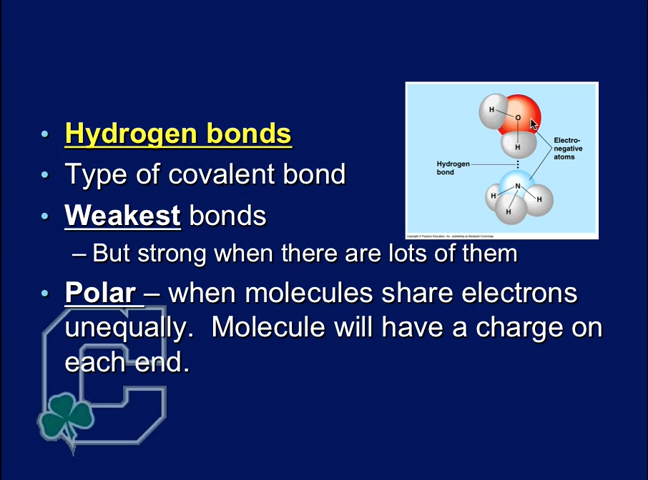 • Hydrogen bonds
• Type of covalent bond
• Weakest bonds
– But strong when there are lots of them
• Polar – when molecules share electrons
unequally. Molecule will have a charge on
each end.
H
O
H
Electro-
negative
atoms
Hydrogen
bond
N
H
H
H
C